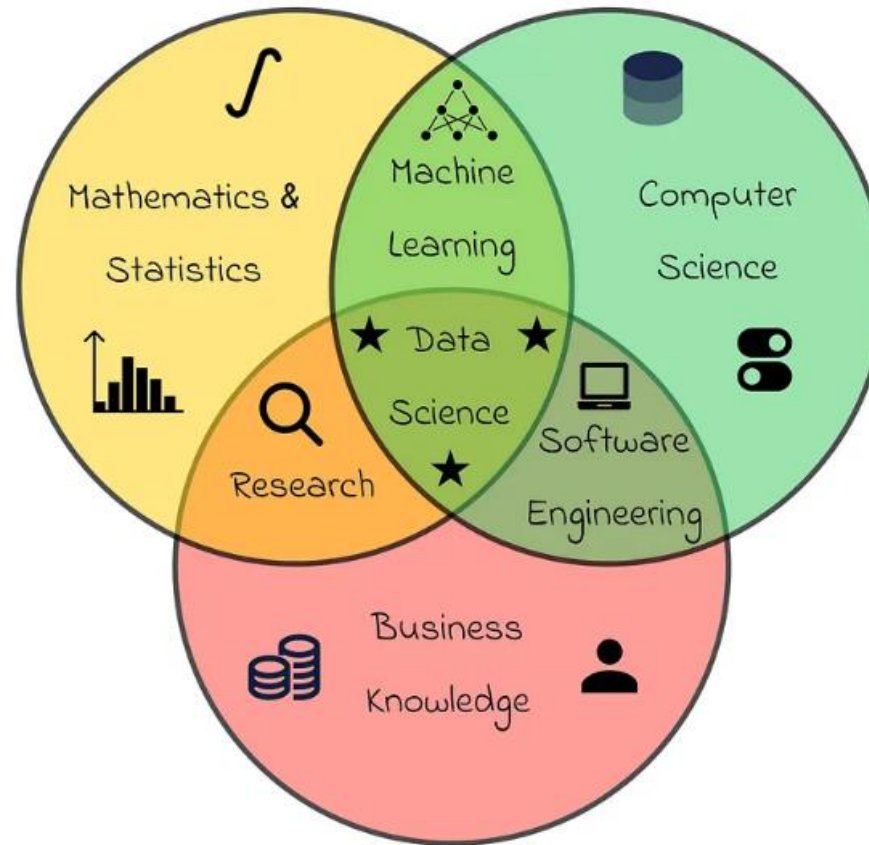 Mathematics &
Statistics
Machine
Learning
Computer
Science
Data
Science
Research
Software
Engineering
Business
Knowledge